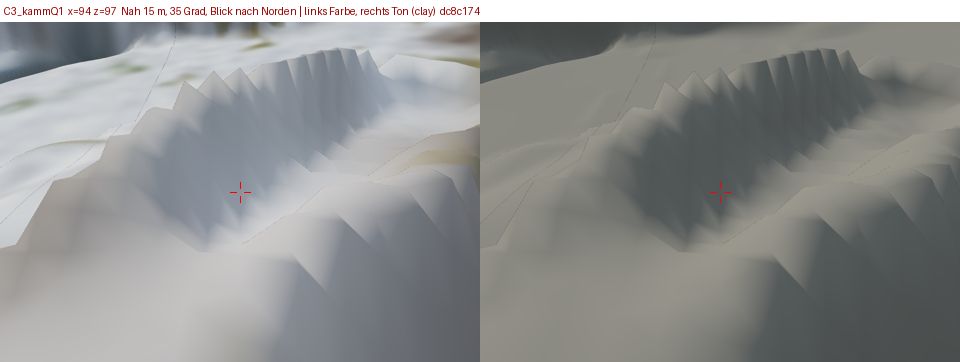 C3_kammQ1 x=94 z=97 Nah 15 m, 35 Grad, Blick nach Norden | links Farbe, rechts Ton (clay) dc8c174